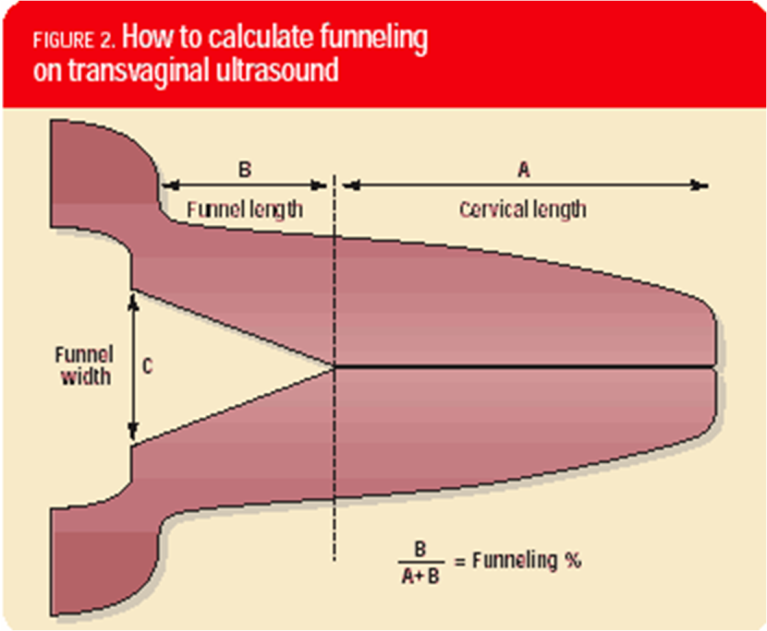 FIGURE 2. How to calculate funneling
on transvaginal ultrasound
B
A
Funnel length
Cervical length
Funnel
width
C
B
A+B
= Funneling %